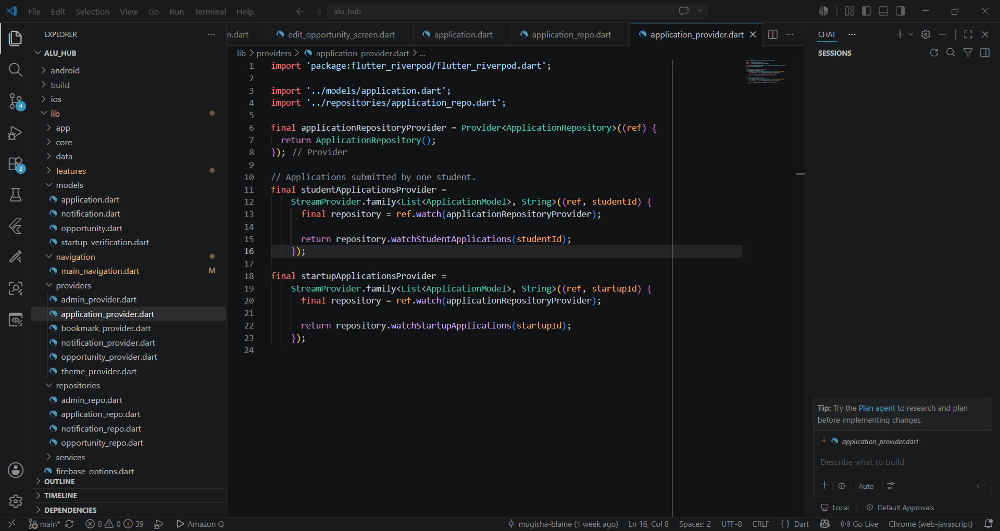 File Edit Selection View Go Run Terminal Help
alu_hub
EXPLORER
ALU_HUB
android
build
ios
lib
app
core
data
features
models
application.dart
notification.dart
opportunity.dart
startup_verification.dart
navigation
main_navigation.dart M
providers
admin_provider.dart
application_provider.dart
bookmark_provider.dart
notification_provider.dart
opportunity_provider.dart
theme_provider.dart
repositories
admin_repo.dart
application_repo.dart
notification_repo.dart
opportunity_repo.dart
services
firebase_options.dart
OUTLINE
TIMELINE
DEPENDENCIES
4
2
n.dart edit_opportunity_screen.dart application.dart application_repo.dart application_provider.dart
lib > providers > application_provider.dart > ...
1 import 'package:flutter_riverpod/flutter_riverpod.dart';
2
3 import '../models/application.dart';
4 import '../repositories/application_repo.dart';
5
6 final applicationRepositoryProvider = Provider<ApplicationRepository>((ref) {
7 return ApplicationRepository();
8 }); // Provider
9
10 // Applications submitted by one student.
11 final studentApplicationsProvider =
12 StreamProvider.family<List<ApplicationModel>, String>((ref, studentId) {
13 final repository = ref.watch(applicationRepositoryProvider);
14
15 return repository.watchStudentApplications(studentId);
16 });
17
18 final startupApplicationsProvider =
19 StreamProvider.family<List<ApplicationModel>, String>((ref, startupId) {
20 final repository = ref.watch(applicationRepositoryProvider);
21
22 return repository.watchStartupApplications(startupId);
23 });
24
CHAT
SESSIONS
Tip: Try the Plan agent to research and plan
before implementing changes.
application_provider.dart
Describe what to build
Auto
Local Default Approvals
main* 0 0 39 Amazon Q mugisha-blaine (1 week ago) Ln 16, Col 8 Spaces: 2 UTF-8 CRLF { } Dart Go Live Chrome (web-javascript)